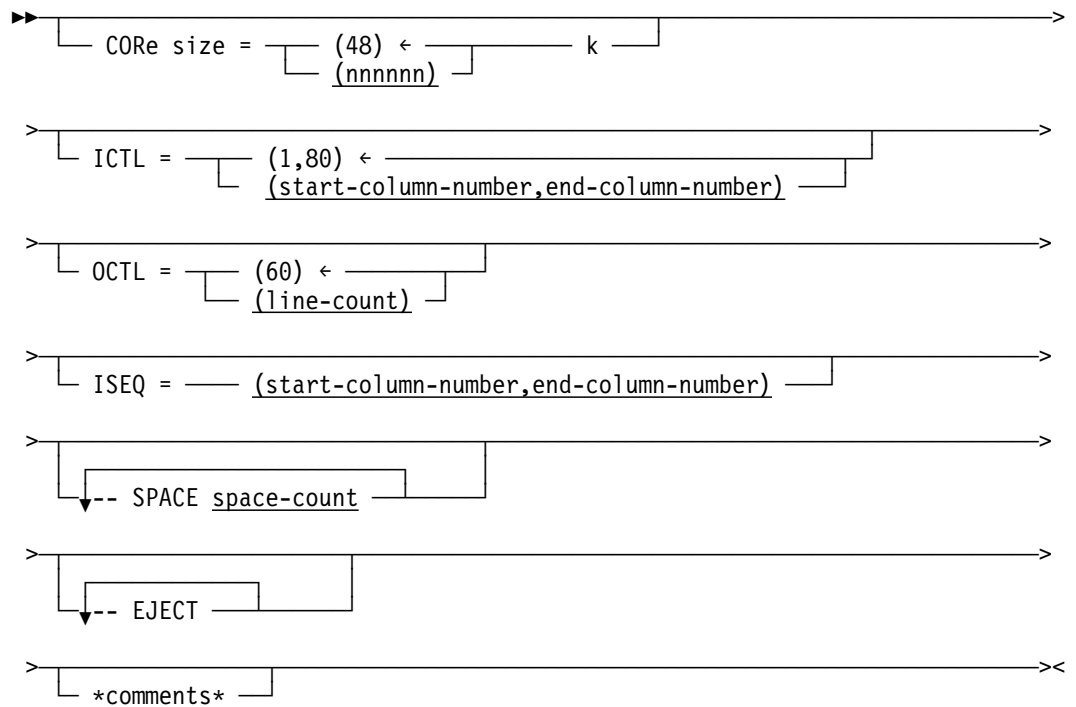 CORe size = (48) ← k
(nnnnnn)
ICTL = (1,80) ←
(start-column-number,end-column-number)
OCTL = (60) ←
(line-count)
ISEQ = (start-column-number,end-column-number)
-- SPACE space-count
-- EJECT
*comments*